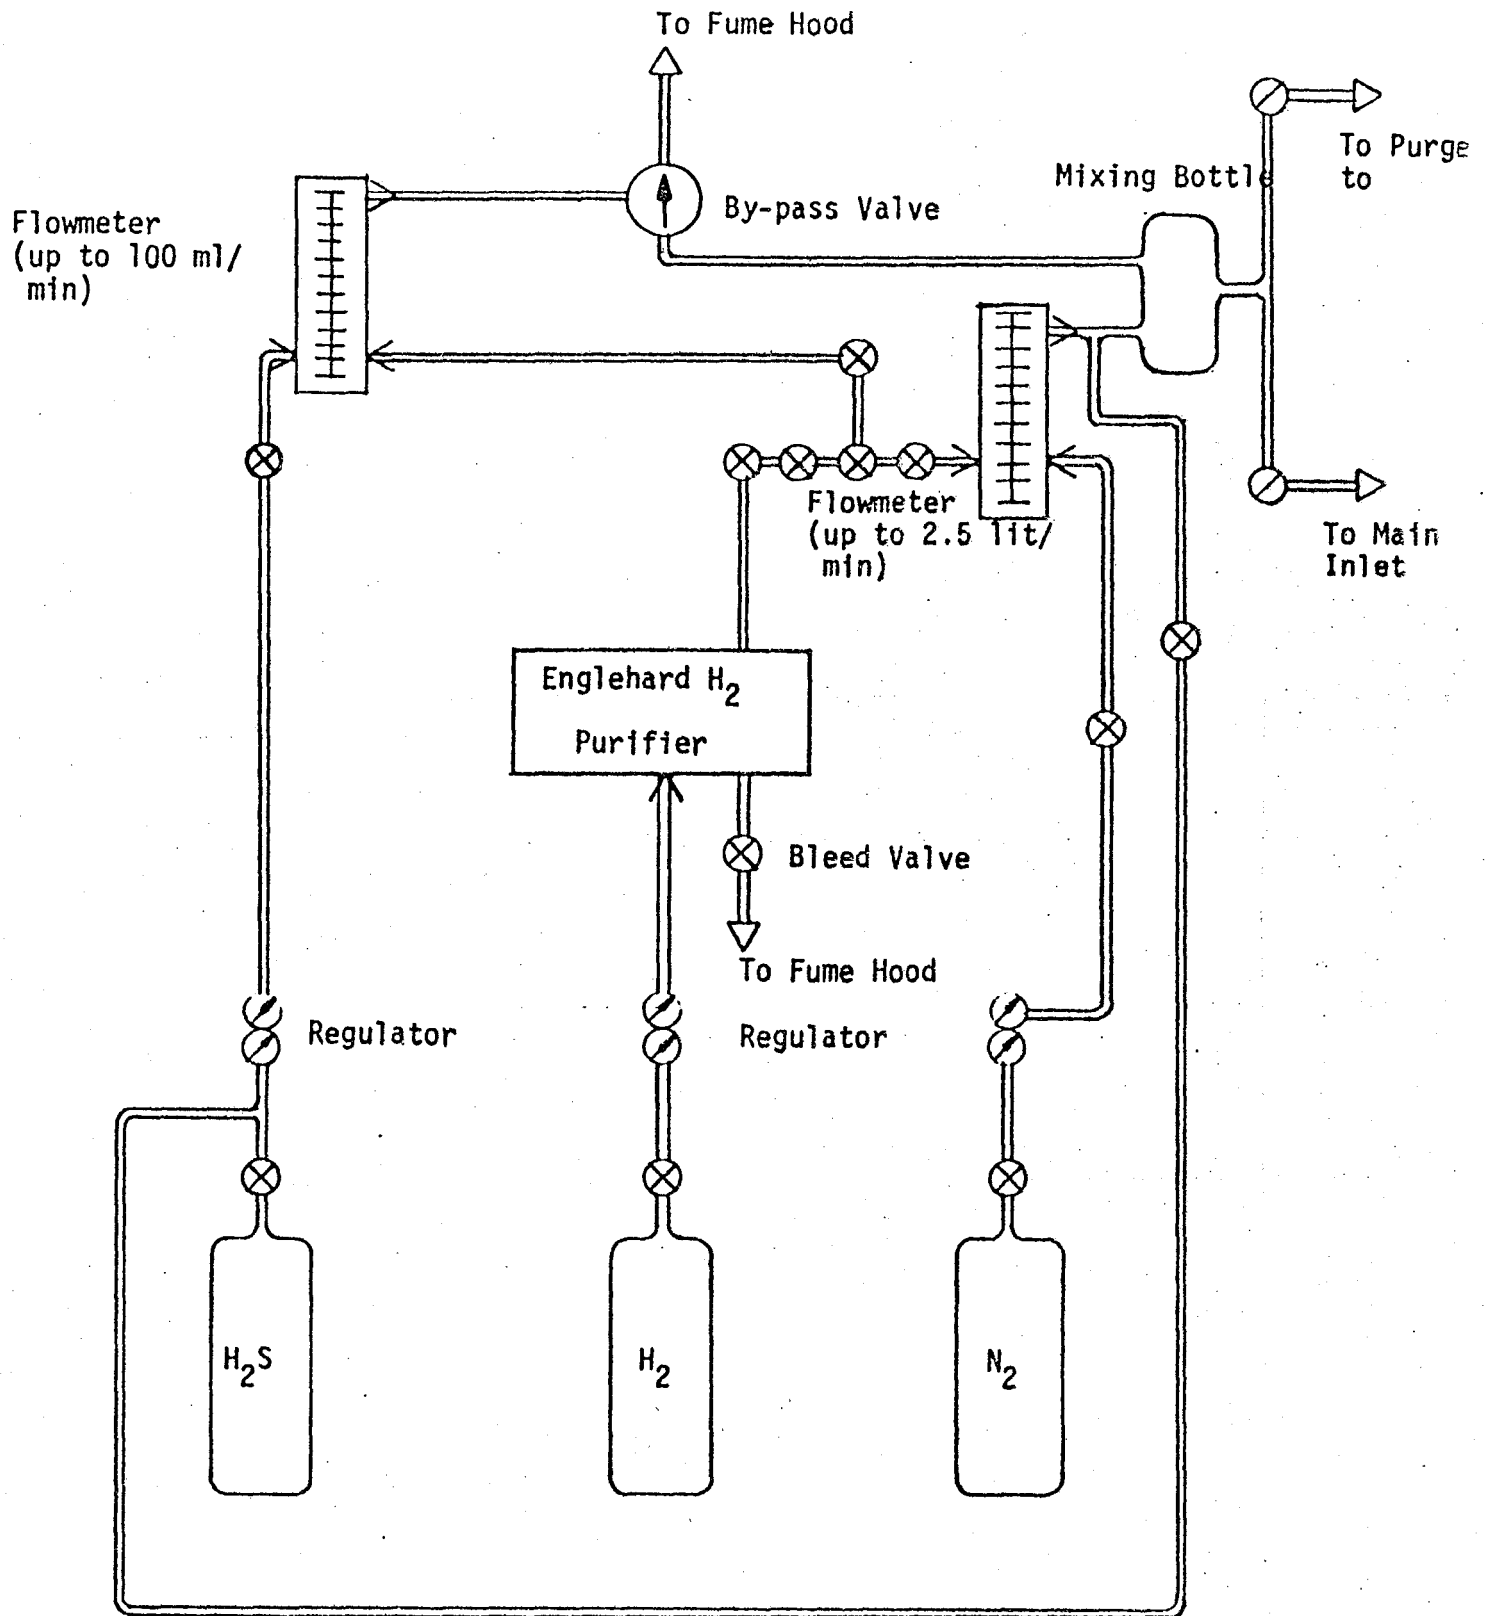 To Fume Hood
To Purge
to
Mixing Bottle
Flowmeter
(up to 100 ml/
min)
By-pass Valve
Flowmeter
(up to 2.5 lit/
min)
To Main
Inlet
Englehard H2
Purifier
Bleed Valve
To Fume Hood
Regulator
Regulator
H2S
H2
N2